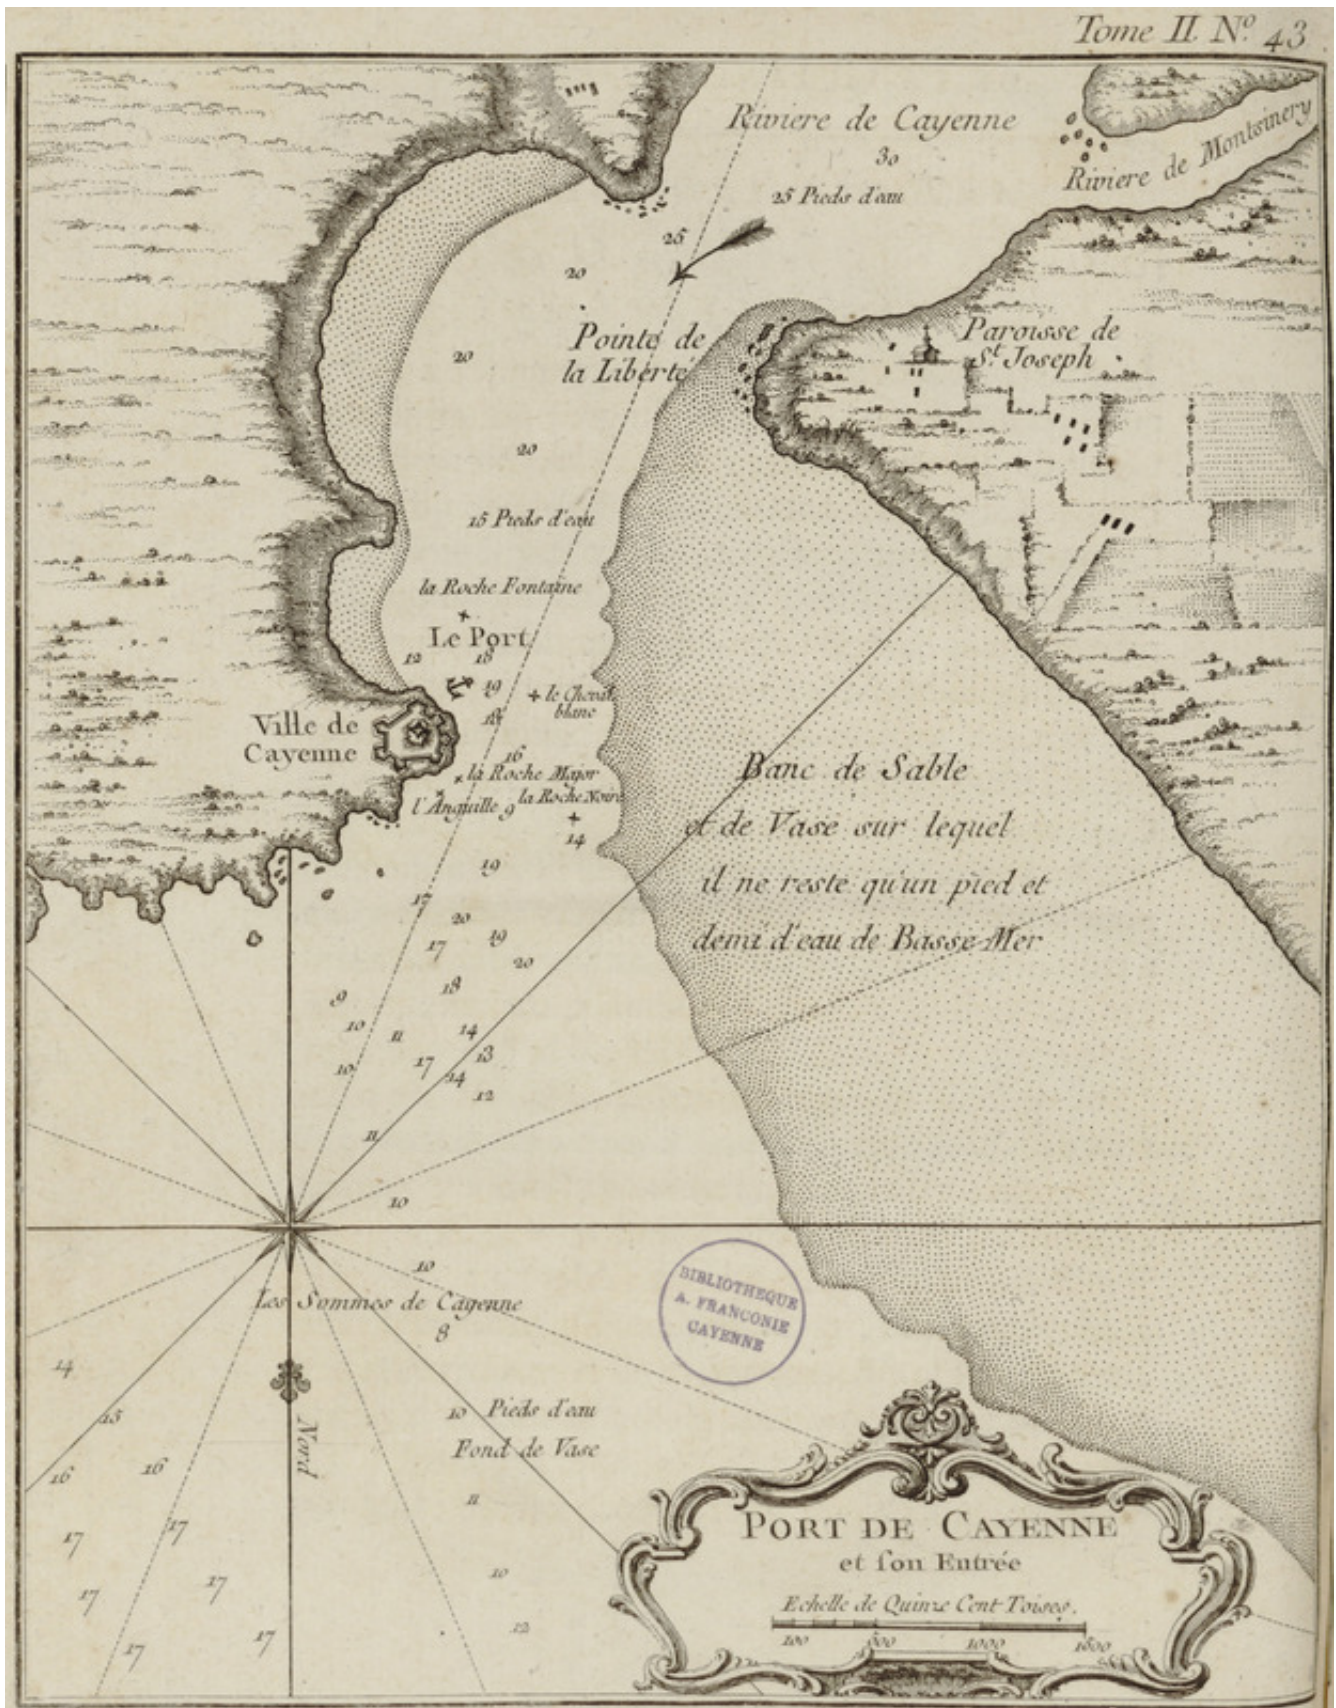 Tome II. Nº. 43
Riviere de Cayenne
30
25 Pieds d'eau
Riviere de Montsinery
25
20
Pointe de
la Liberté
Paroisse de
St. Joseph
20
20
15 Pieds d'eau
la Roche Fontaine
Le Port
12
18
19
le Cheval
blanc
18
Ville de
Cayenne
16
la Roche Major
l'Anguille 9
la Roche Noire
14
Banc de Sable
et de Vase sur lequel
il ne reste qu'un pied et
demi d'eau de Basse Mer
19
17
20
17
19
20
18
9
10
11
14
13
10
17
14
12
11
10
10
Les Sommes de Cayenne
8
BIBLIOTHEQUE
A. FRANCONIE
CAYENNE
14
15
Nord
10 Pieds d'eau
Fond de Vase
16
16
11
17
17
10
17
17
12
17
17
PORT DE CAYENNE
et son Entrée
Echelle de Quinze Cent Toises.
100 500 1000 1500